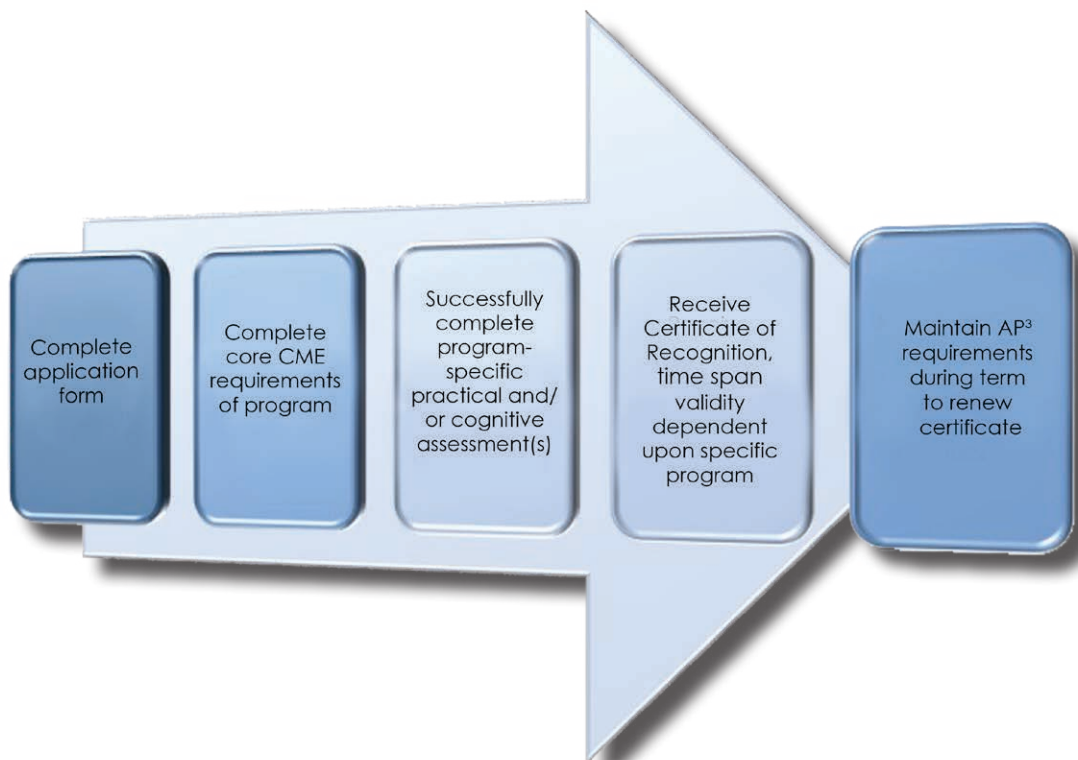 Complete
application
form
Complete
core CME
requirements
of program
Successfully
complete
program-
specific
practical and/
or cognitive
assessment(s)
Receive
Certificate of
Recognition,
time span
validity
dependent
upon specific
program
Maintain AP³
requirements
during term
to renew
certificate